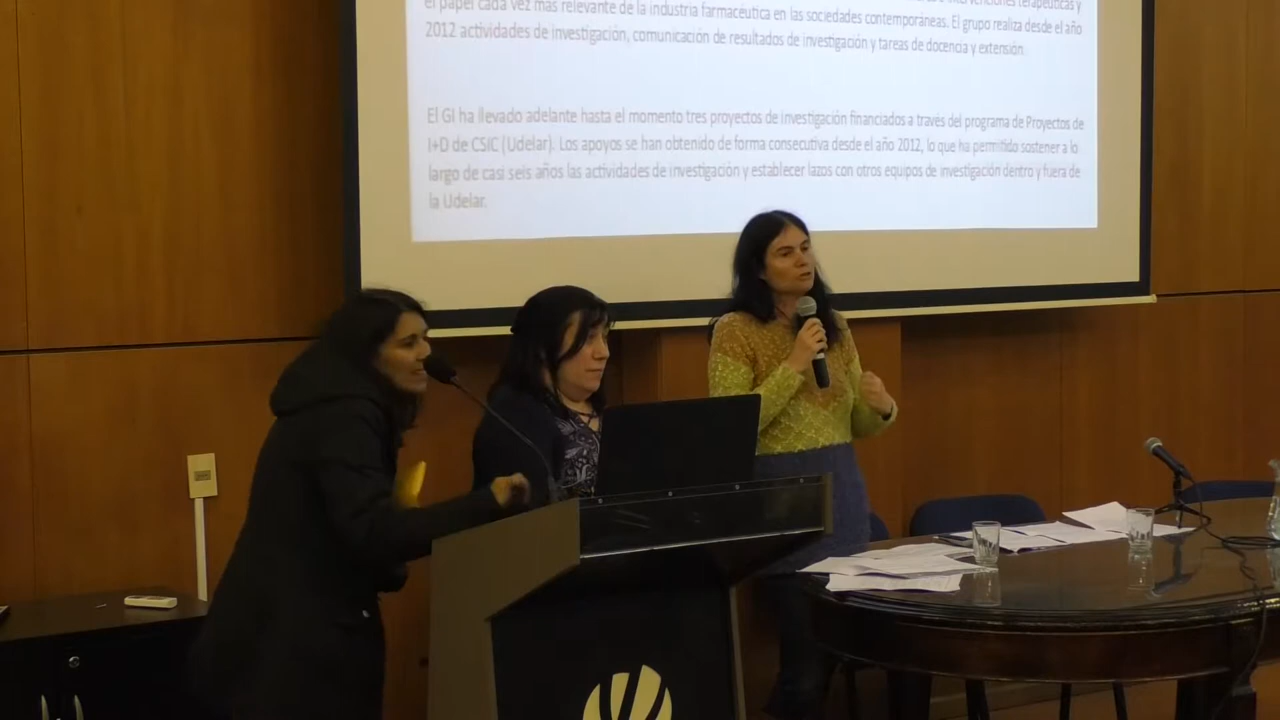 intervenciones terapéuticas y
el papel cada vez más relevante de la industria farmacéutica en las sociedades contemporáneas. El grupo realiza desde el año
2012 actividades de investigación, comunicación de resultados de investigación y tareas de docencia y extensión.
El GI ha llevado adelante hasta el momento tres proyectos de investigación financiados a través del programa de Proyectos de
I+D de CSIC (Udelar). Los apoyos se han obtenido de forma consecutiva desde el año 2012, lo que ha permitido sostener a lo
largo de casi seis años las actividades de investigación y establecer lazos con otros equipos de investigación dentro y fuera de
la Udelar.